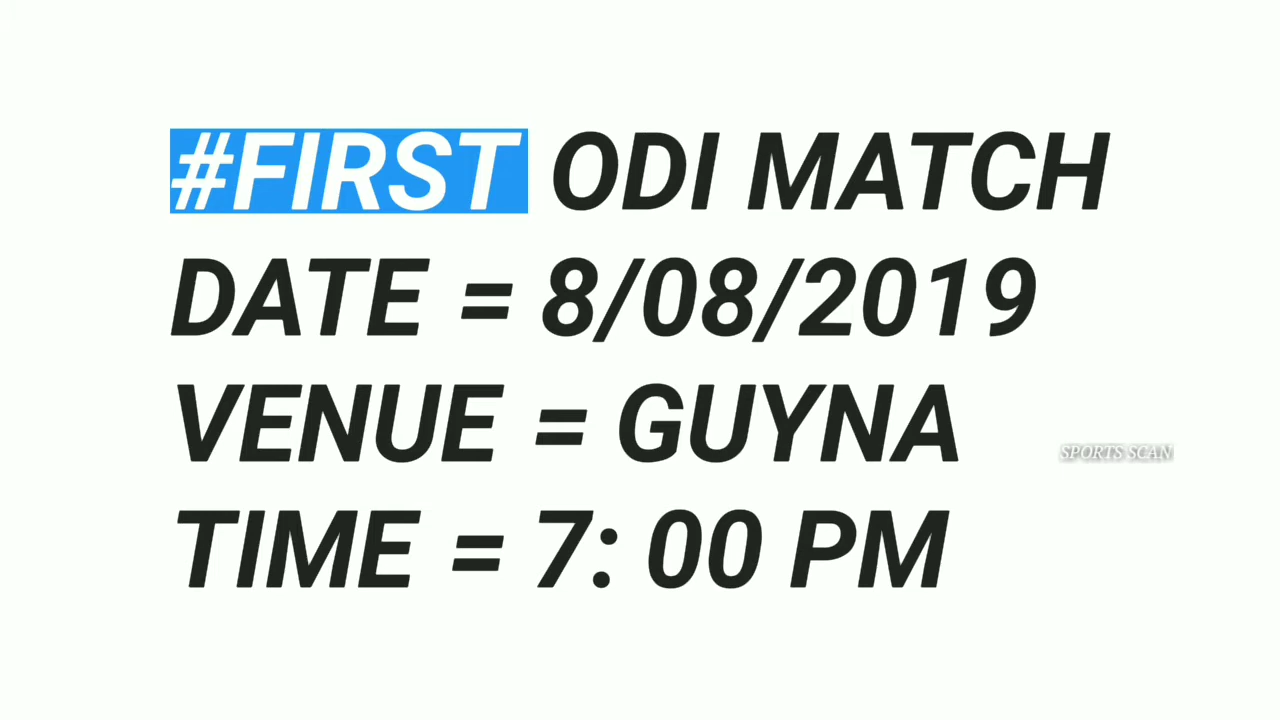 #FIRST ODI MATCH
DATE = 8/08/2019
VENUE = GUYNA
SPORTS SCAN
TIME = 7: 00 PM